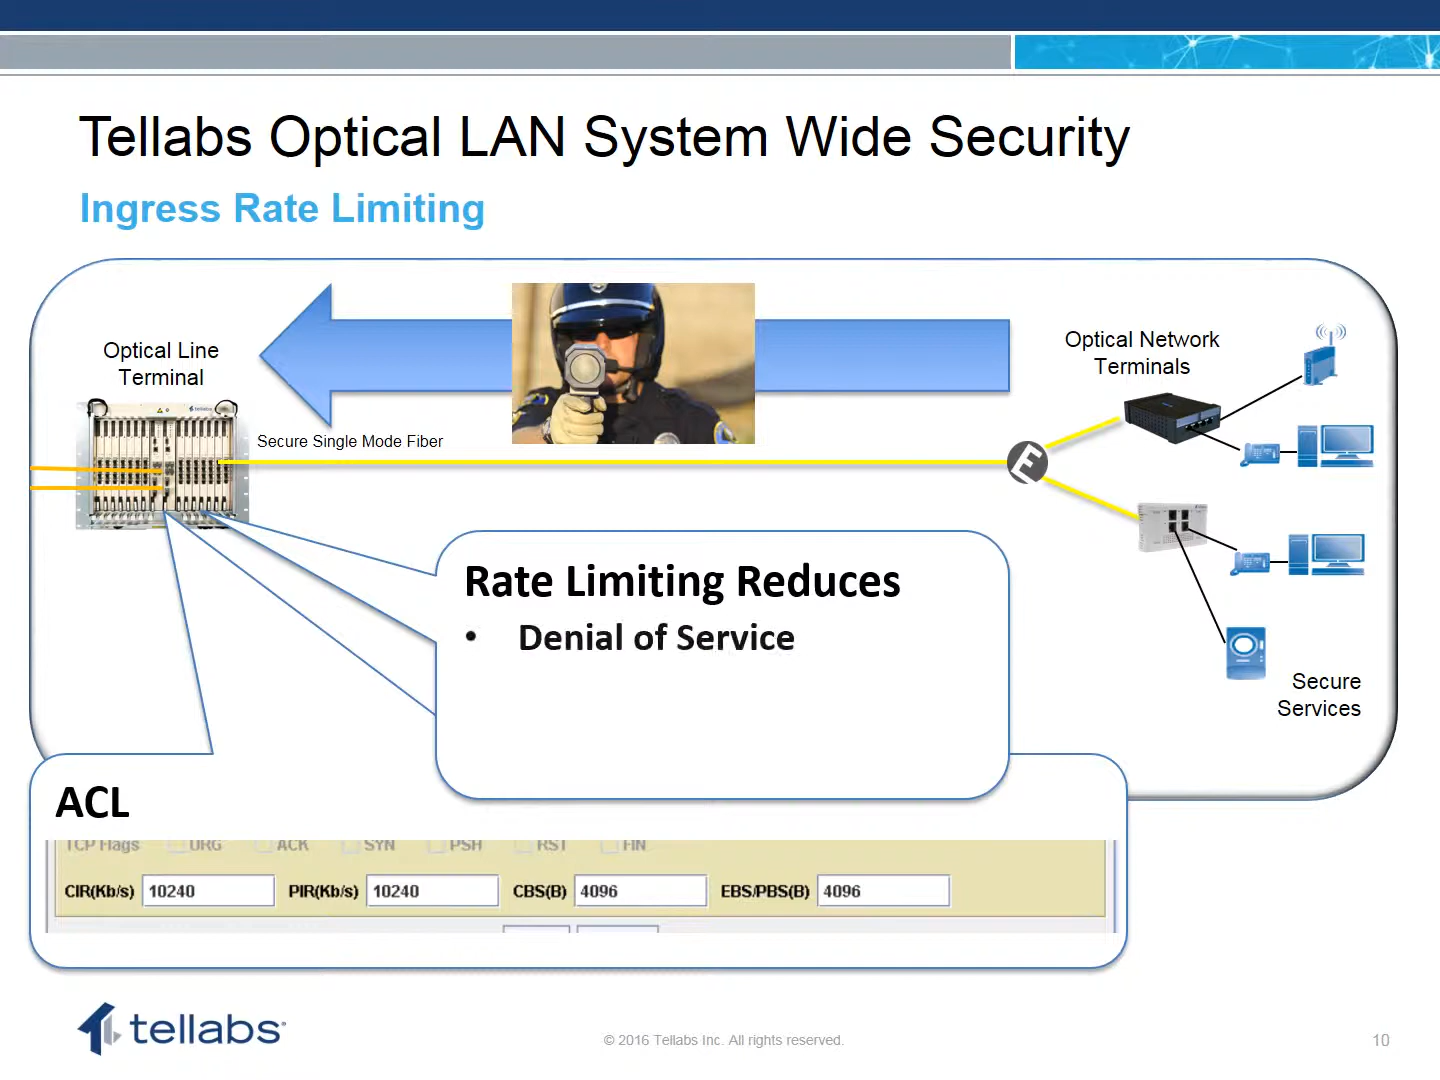 Tellabs Optical LAN System Wide Security
Ingress Rate Limiting
Optical Line
Terminal
tellabs
Secure Single Mode Fiber
Optical Network
Terminals
Rate Limiting Reduces
• Denial of Service
Secure
Services
ACL
TCP Flags URG ACK SYN PSH RST FIN
CIR(Kb/s) 10240 PIR(Kb/s) 10240 CBS(B) 4096 EBS/PBS(B) 4096
tellabs
© 2016 Tellabs Inc. All rights reserved.
10